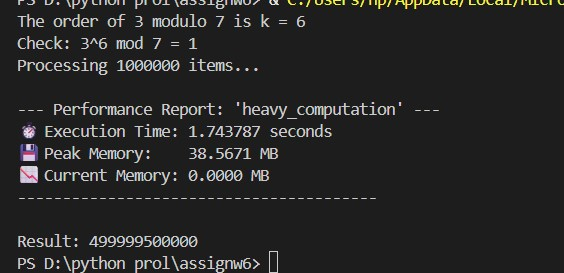 PS D:\python prol\assignw6> & C:/Users/hp/AppData/Local/Micro
The order of 3 modulo 7 is k = 6
Check: 3^6 mod 7 = 1
Processing 1000000 items...

--- Performance Report: 'heavy_computation' ---
⏱️ Execution Time: 1.743787 seconds
💾 Peak Memory:    38.5671 MB
📉 Current Memory: 0.0000 MB
----------------------------------------

Result: 499999500000
PS D:\python prol\assignw6>